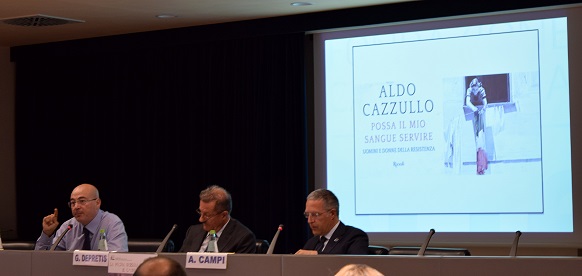 ALDO
CAZZULLO
POSSA IL MIO
SANGUE SERVIRE
UOMINI E DONNE DELLA RESISTENZA
Rizzoli
G. DEPRETIS
A. CAMPI